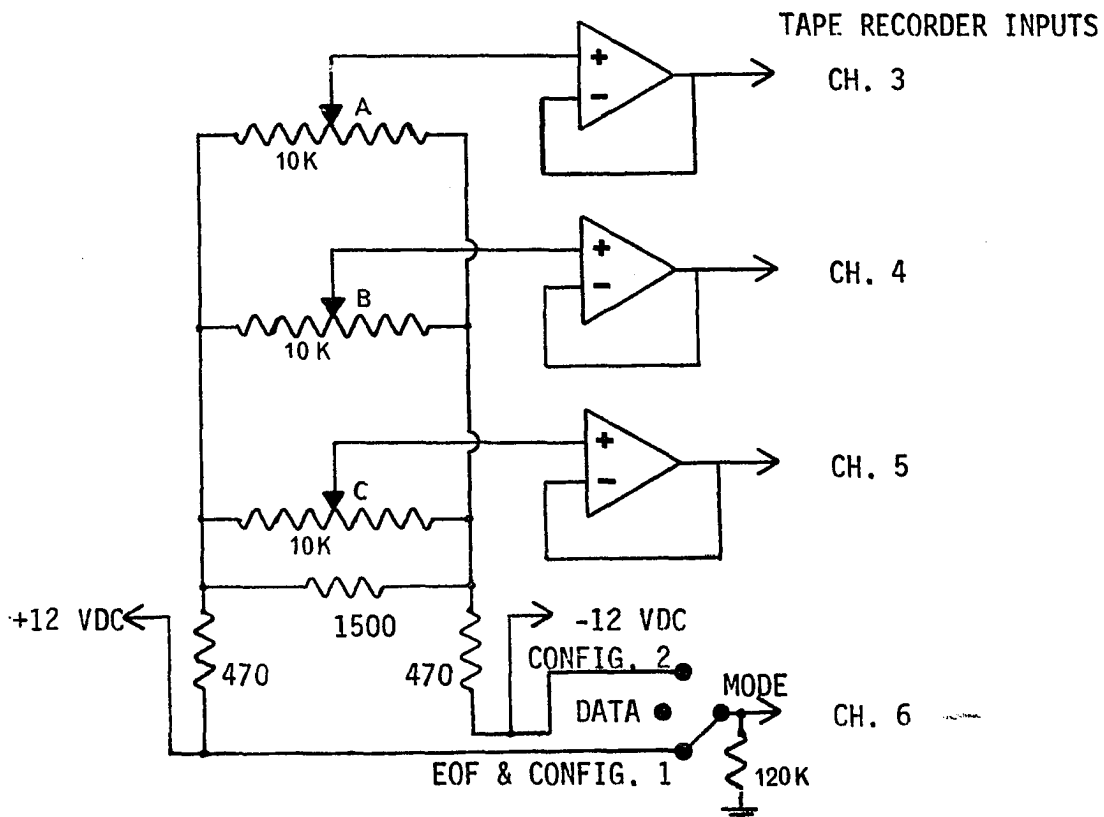 TAPE RECORDER INPUTS
+
−
CH. 3
A
10K
+
−
CH. 4
B
10K
+
−
CH. 5
C
10K
1500
+12 VDC
-12 VDC
470
470
CONFIG. 2
MODE
DATA
CH. 6
EOF & CONFIG. 1
120K